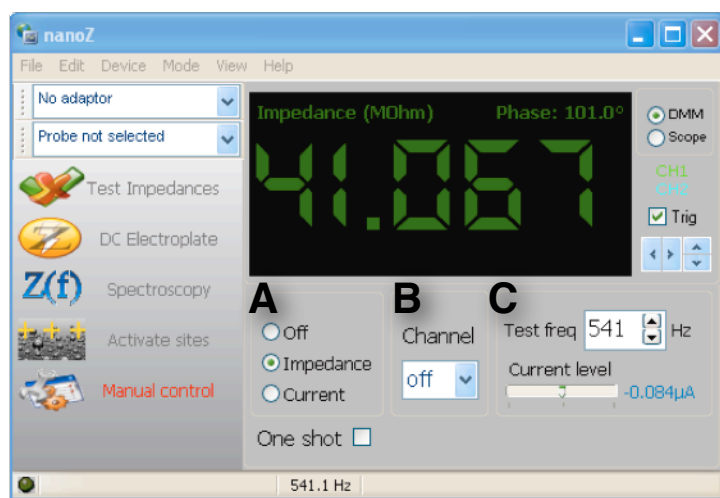 nanoZ
File Edit Device Mode View Help
No adaptor
Probe not selected
Test Impedances
DC Electroplate
Z(f) Spectroscopy
Activate sites
Manual control
Impedance (MOhm) Phase: 101.0°
41.067
DMM
Scope
CH1
CH2
Trig
A
Off
Impedance
Current
One shot
B
Channel
off
C
Test freq 541 Hz
Current level
-0.084µA
541.1 Hz